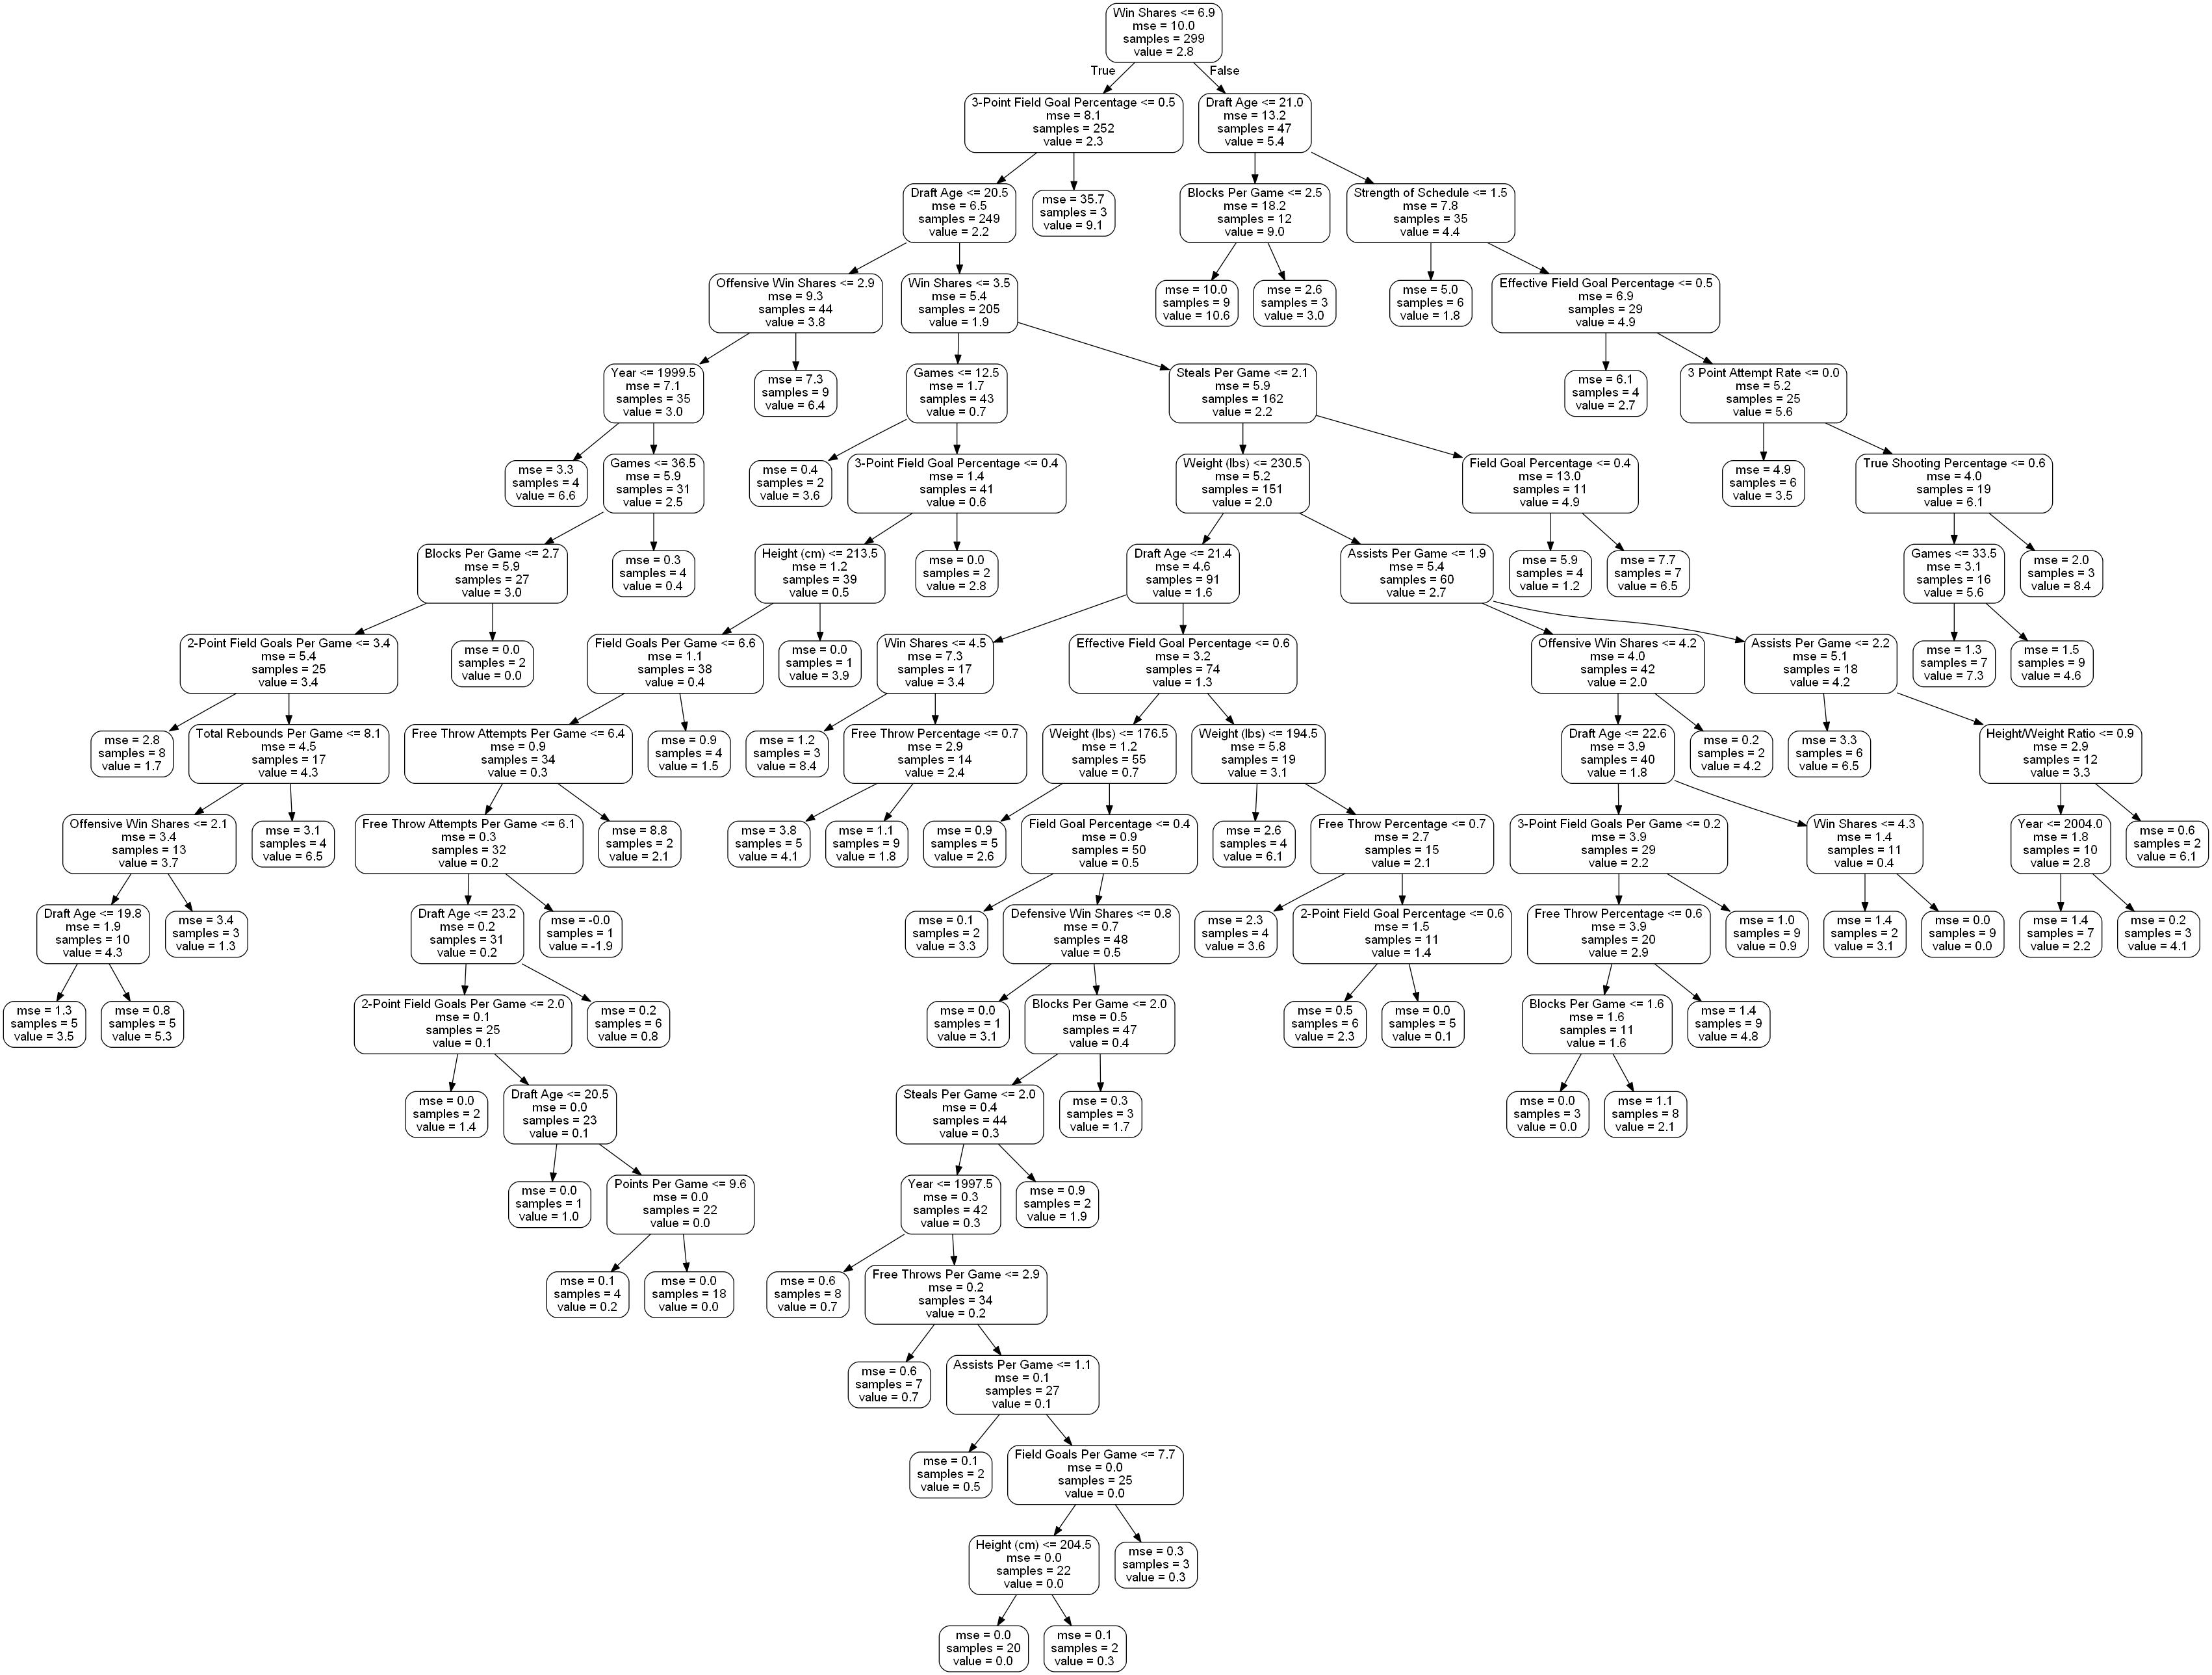 Win Shares <= 6.9
mse = 10.0
samples = 299
value = 2.8
True
False
3-Point Field Goal Percentage <= 0.5
mse = 8.1
samples = 252
value = 2.3
Draft Age <= 21.0
mse = 13.2
samples = 47
value = 5.4
Draft Age <= 20.5
mse = 6.5
samples = 249
value = 2.2
mse = 35.7
samples = 3
value = 9.1
Blocks Per Game <= 2.5
mse = 18.2
samples = 12
value = 9.0
Strength of Schedule <= 1.5
mse = 7.8
samples = 35
value = 4.4
Offensive Win Shares <= 2.9
mse = 9.3
samples = 44
value = 3.8
Win Shares <= 3.5
mse = 5.4
samples = 205
value = 1.9
mse = 10.0
samples = 9
value = 10.6
mse = 2.6
samples = 3
value = 3.0
mse = 5.0
samples = 6
value = 1.8
Effective Field Goal Percentage <= 0.5
mse = 6.9
samples = 29
value = 4.9
Year <= 1999.5
mse = 7.1
samples = 35
value = 3.0
mse = 7.3
samples = 9
value = 6.4
Games <= 12.5
mse = 1.7
samples = 43
value = 0.7
Steals Per Game <= 2.1
mse = 5.9
samples = 162
value = 2.2
mse = 6.1
samples = 4
value = 2.7
3 Point Attempt Rate <= 0.0
mse = 5.2
samples = 25
value = 5.6
mse = 3.3
samples = 4
value = 6.6
Games <= 36.5
mse = 5.9
samples = 31
value = 2.5
mse = 0.4
samples = 2
value = 3.6
3-Point Field Goal Percentage <= 0.4
mse = 1.4
samples = 41
value = 0.6
Weight (lbs) <= 230.5
mse = 5.2
samples = 151
value = 2.0
Field Goal Percentage <= 0.4
mse = 13.0
samples = 11
value = 4.9
mse = 4.9
samples = 6
value = 3.5
True Shooting Percentage <= 0.6
mse = 4.0
samples = 19
value = 6.1
Blocks Per Game <= 2.7
mse = 5.9
samples = 27
value = 3.0
mse = 0.3
samples = 4
value = 0.4
Height (cm) <= 213.5
mse = 1.2
samples = 39
value = 0.5
mse = 0.0
samples = 2
value = 2.8
Draft Age <= 21.4
mse = 4.6
samples = 91
value = 1.6
Assists Per Game <= 1.9
mse = 5.4
samples = 60
value = 2.7
mse = 5.9
samples = 4
value = 1.2
mse = 7.7
samples = 7
value = 6.5
Games <= 33.5
mse = 3.1
samples = 16
value = 5.6
mse = 2.0
samples = 3
value = 8.4
2-Point Field Goals Per Game <= 3.4
mse = 5.4
samples = 25
value = 3.4
mse = 0.0
samples = 2
value = 0.0
Field Goals Per Game <= 6.6
mse = 1.1
samples = 38
value = 0.4
mse = 0.0
samples = 1
value = 3.9
Win Shares <= 4.5
mse = 7.3
samples = 17
value = 3.4
Effective Field Goal Percentage <= 0.6
mse = 3.2
samples = 74
value = 1.3
Offensive Win Shares <= 4.2
mse = 4.0
samples = 42
value = 2.0
Assists Per Game <= 2.2
mse = 5.1
samples = 18
value = 4.2
mse = 1.3
samples = 7
value = 7.3
mse = 1.5
samples = 9
value = 4.6
mse = 2.8
samples = 8
value = 1.7
Total Rebounds Per Game <= 8.1
mse = 4.5
samples = 17
value = 4.3
Free Throw Attempts Per Game <= 6.4
mse = 0.9
samples = 34
value = 0.3
mse = 0.9
samples = 4
value = 1.5
mse = 1.2
samples = 3
value = 8.4
Free Throw Percentage <= 0.7
mse = 2.9
samples = 14
value = 2.4
Weight (lbs) <= 176.5
mse = 1.2
samples = 55
value = 0.7
Weight (lbs) <= 194.5
mse = 5.8
samples = 19
value = 3.1
Draft Age <= 22.6
mse = 3.9
samples = 40
value = 1.8
mse = 0.2
samples = 2
value = 4.2
mse = 3.3
samples = 6
value = 6.5
Height/Weight Ratio <= 0.9
mse = 2.9
samples = 12
value = 3.3
Offensive Win Shares <= 2.1
mse = 3.4
samples = 13
value = 3.7
mse = 3.1
samples = 4
value = 6.5
Free Throw Attempts Per Game <= 6.1
mse = 0.3
samples = 32
value = 0.2
mse = 8.8
samples = 2
value = 2.1
mse = 3.8
samples = 5
value = 4.1
mse = 1.1
samples = 9
value = 1.8
mse = 0.9
samples = 5
value = 2.6
Field Goal Percentage <= 0.4
mse = 0.9
samples = 50
value = 0.5
mse = 2.6
samples = 4
value = 6.1
Free Throw Percentage <= 0.7
mse = 2.7
samples = 15
value = 2.1
3-Point Field Goals Per Game <= 0.2
mse = 3.9
samples = 29
value = 2.2
Win Shares <= 4.3
mse = 1.4
samples = 11
value = 0.4
Year <= 2004.0
mse = 1.8
samples = 10
value = 2.8
mse = 0.6
samples = 2
value = 6.1
Draft Age <= 19.8
mse = 1.9
samples = 10
value = 4.3
mse = 3.4
samples = 3
value = 1.3
Draft Age <= 23.2
mse = 0.2
samples = 31
value = 0.2
mse = -0.0
samples = 1
value = -1.9
mse = 0.1
samples = 2
value = 3.3
Defensive Win Shares <= 0.8
mse = 0.7
samples = 48
value = 0.5
mse = 2.3
samples = 4
value = 3.6
2-Point Field Goal Percentage <= 0.6
mse = 1.5
samples = 11
value = 1.4
Free Throw Percentage <= 0.6
mse = 3.9
samples = 20
value = 2.9
mse = 1.0
samples = 9
value = 0.9
mse = 1.4
samples = 2
value = 3.1
mse = 0.0
samples = 9
value = 0.0
mse = 1.4
samples = 7
value = 2.2
mse = 0.2
samples = 3
value = 4.1
mse = 1.3
samples = 5
value = 3.5
mse = 0.8
samples = 5
value = 5.3
2-Point Field Goals Per Game <= 2.0
mse = 0.1
samples = 25
value = 0.1
mse = 0.2
samples = 6
value = 0.8
mse = 0.0
samples = 1
value = 3.1
Blocks Per Game <= 2.0
mse = 0.5
samples = 47
value = 0.4
mse = 0.5
samples = 6
value = 2.3
mse = 0.0
samples = 5
value = 0.1
Blocks Per Game <= 1.6
mse = 1.6
samples = 11
value = 1.6
mse = 1.4
samples = 9
value = 4.8
mse = 0.0
samples = 2
value = 1.4
Draft Age <= 20.5
mse = 0.0
samples = 23
value = 0.1
Steals Per Game <= 2.0
mse = 0.4
samples = 44
value = 0.3
mse = 0.3
samples = 3
value = 1.7
mse = 0.0
samples = 3
value = 0.0
mse = 1.1
samples = 8
value = 2.1
mse = 0.0
samples = 1
value = 1.0
Points Per Game <= 9.6
mse = 0.0
samples = 22
value = 0.0
Year <= 1997.5
mse = 0.3
samples = 42
value = 0.3
mse = 0.9
samples = 2
value = 1.9
mse = 0.1
samples = 4
value = 0.2
mse = 0.0
samples = 18
value = 0.0
mse = 0.6
samples = 8
value = 0.7
Free Throws Per Game <= 2.9
mse = 0.2
samples = 34
value = 0.2
mse = 0.6
samples = 7
value = 0.7
Assists Per Game <= 1.1
mse = 0.1
samples = 27
value = 0.1
mse = 0.1
samples = 2
value = 0.5
Field Goals Per Game <= 7.7
mse = 0.0
samples = 25
value = 0.0
Height (cm) <= 204.5
mse = 0.0
samples = 22
value = 0.0
mse = 0.3
samples = 3
value = 0.3
mse = 0.0
samples = 20
value = 0.0
mse = 0.1
samples = 2
value = 0.3